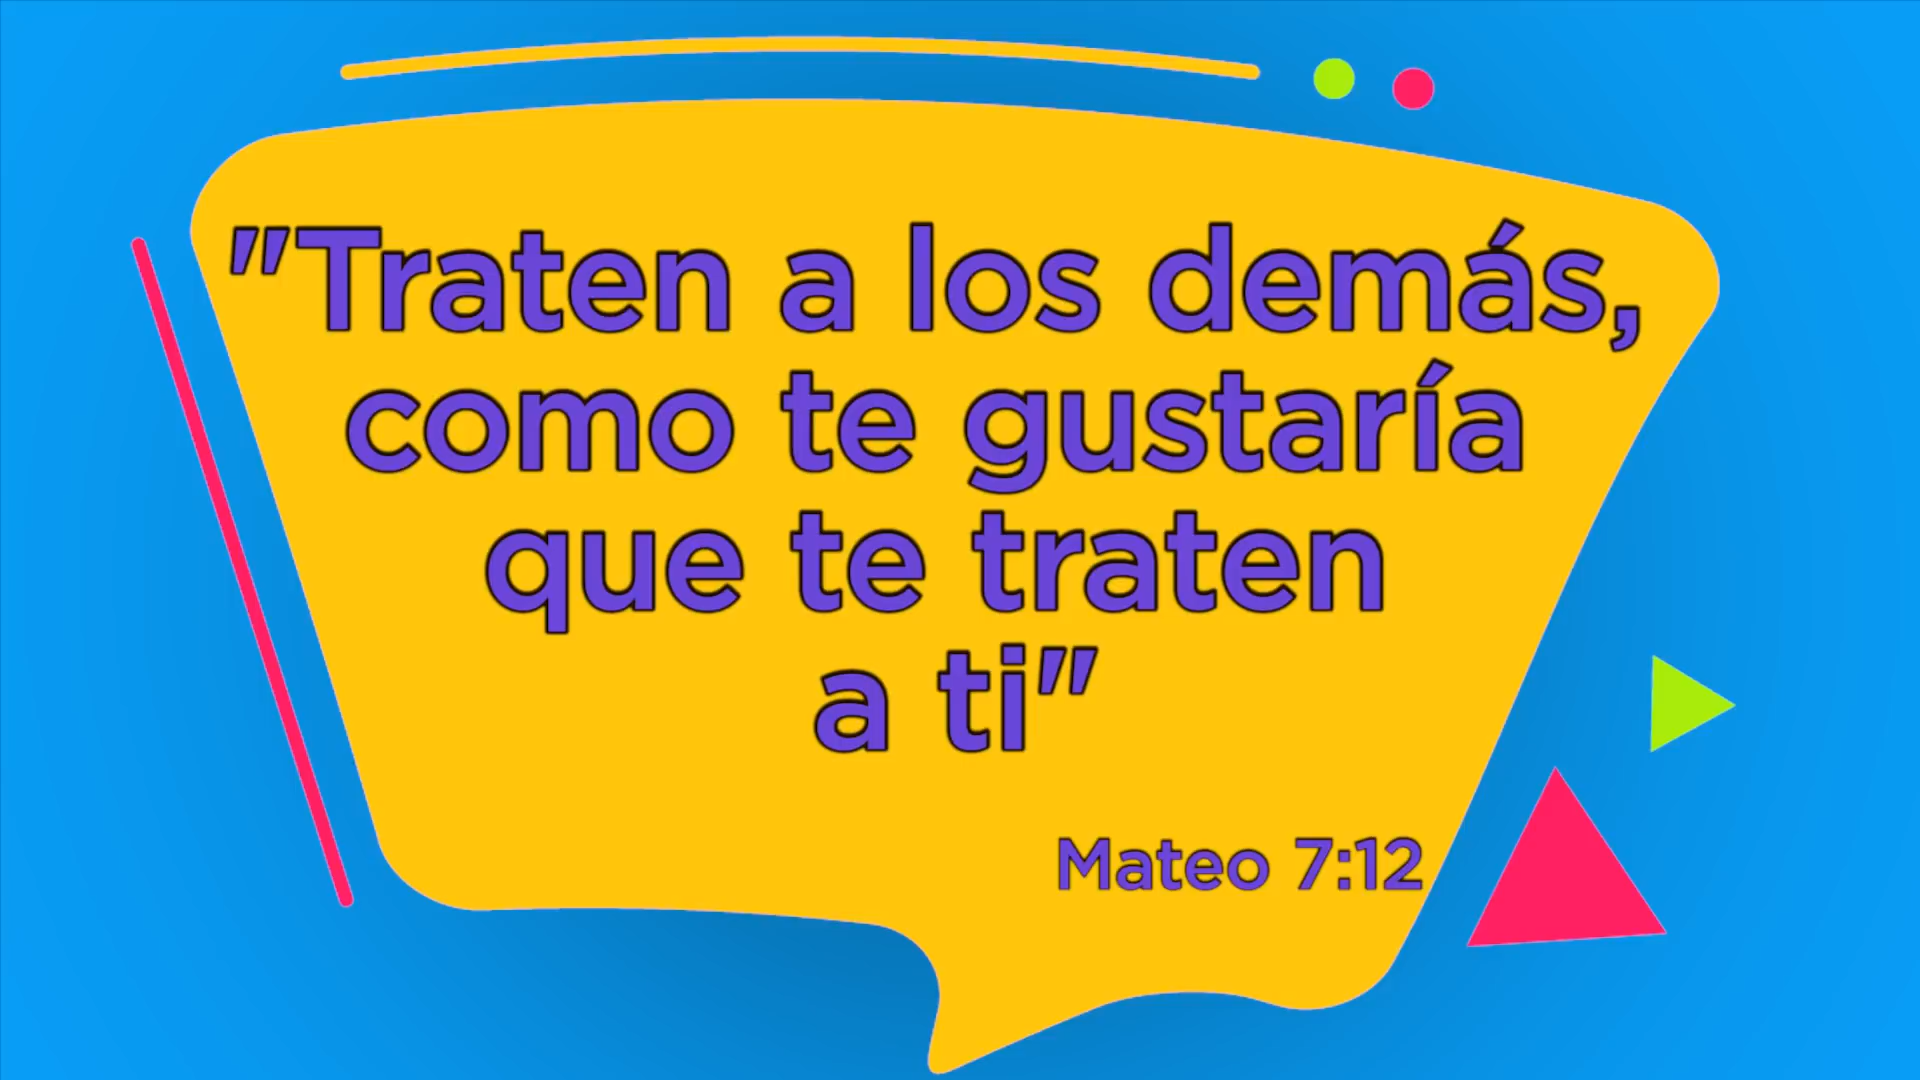 "Traten a los demás,
como te gustaría
que te traten
a ti"
Mateo 7:12